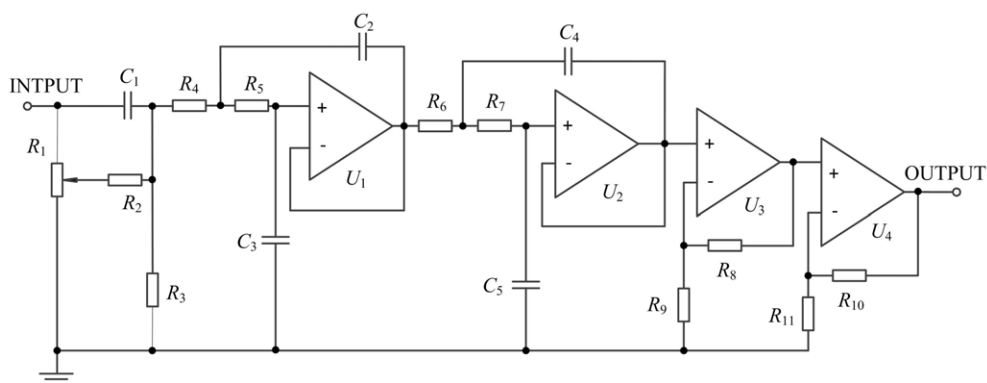 C₂
C₄
INTPUT
C₁
R₄
R₅
R₆
R₇
R₁
+
-
U₁
+
-
U₂
+
-
U₃
OUTPUT
+
-
U₄
R₂
C₃
R₃
C₅
R₈
R₉
R₁₀
R₁₁